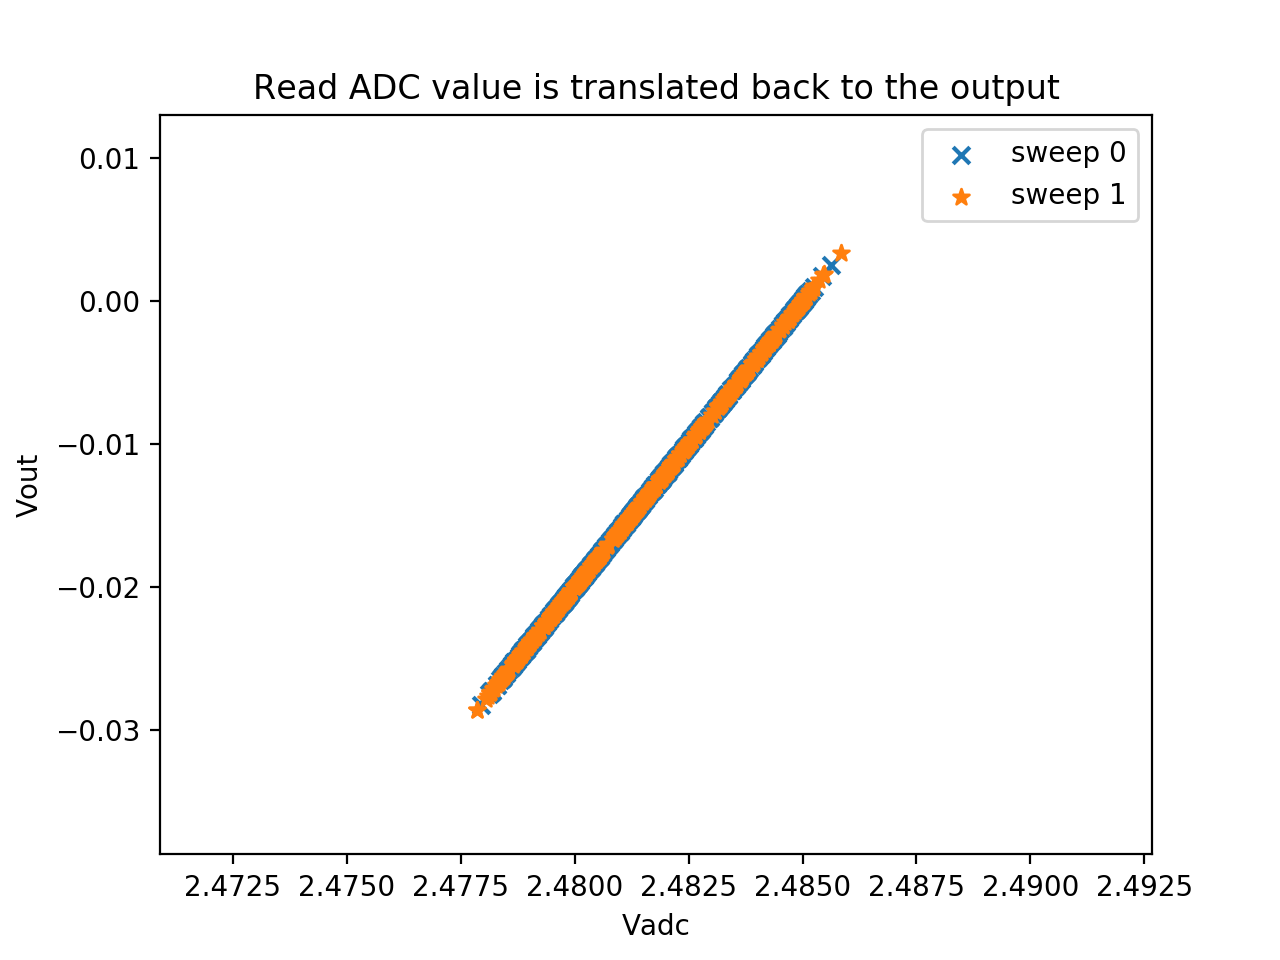 Read ADC value is translated back to the output
sweep 0
sweep 1
0.01
0.00
−0.01
−0.02
−0.03
Vout
2.4725 2.4750 2.4775 2.4800 2.4825 2.4850 2.4875 2.4900 2.4925
Vadc